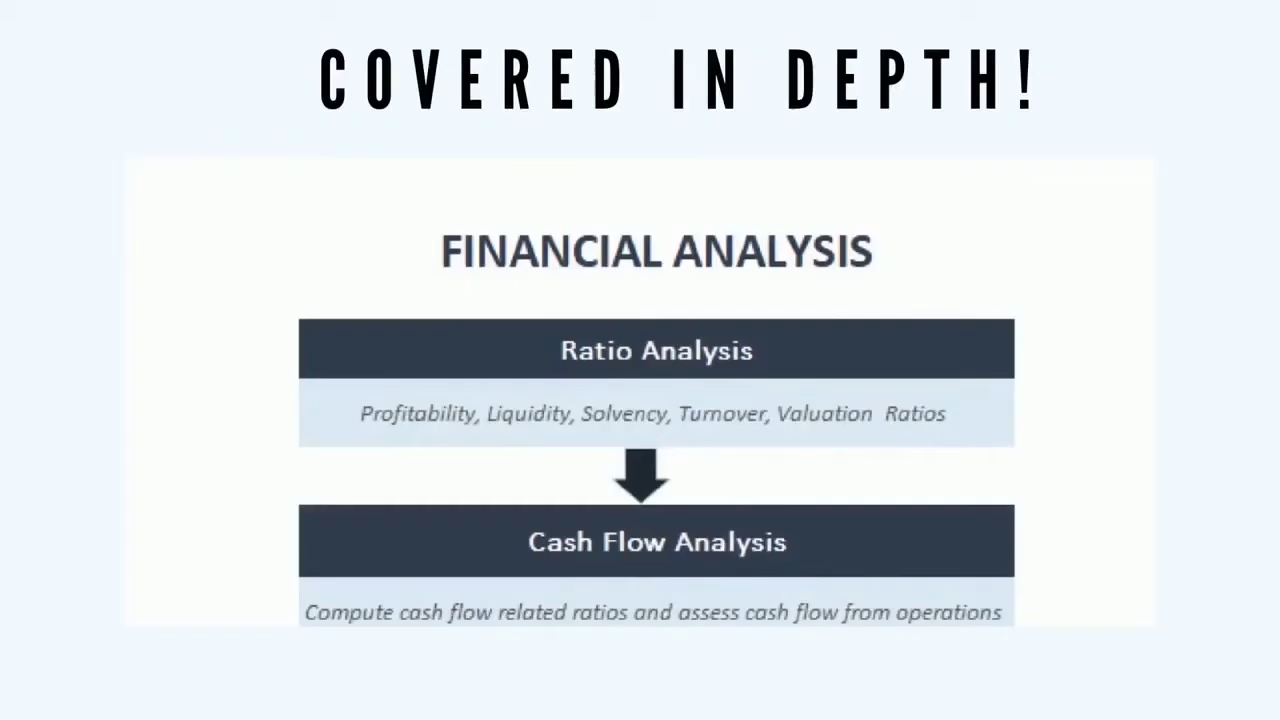 COVERED IN DEPTH!
FINANCIAL ANALYSIS
Ratio Analysis
Profitability, Liquidity, Solvency, Turnover, Valuation Ratios
Cash Flow Analysis
Compute cash flow related ratios and assess cash flow from operations